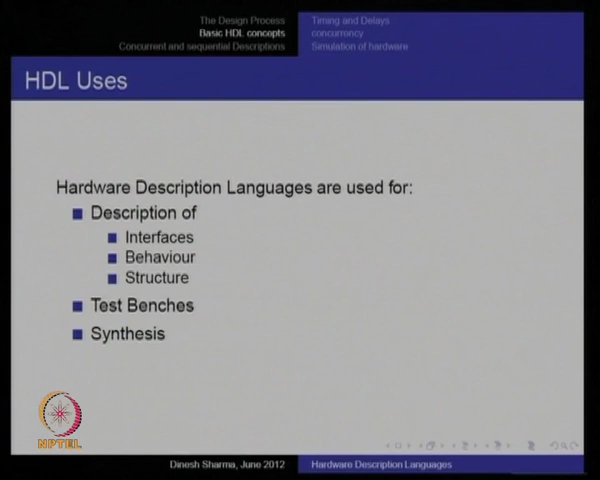 The Design Process
Basic HDL concepts
Concurrent and sequential Descriptions
Timing and Delays
concurrency
Simulation of hardware
HDL Uses
Hardware Description Languages are used for:
Description of
Interfaces
Behaviour
Structure
Test Benches
Synthesis
NPTEL
Dinesh Sharma, June 2012
Hardware Description Languages